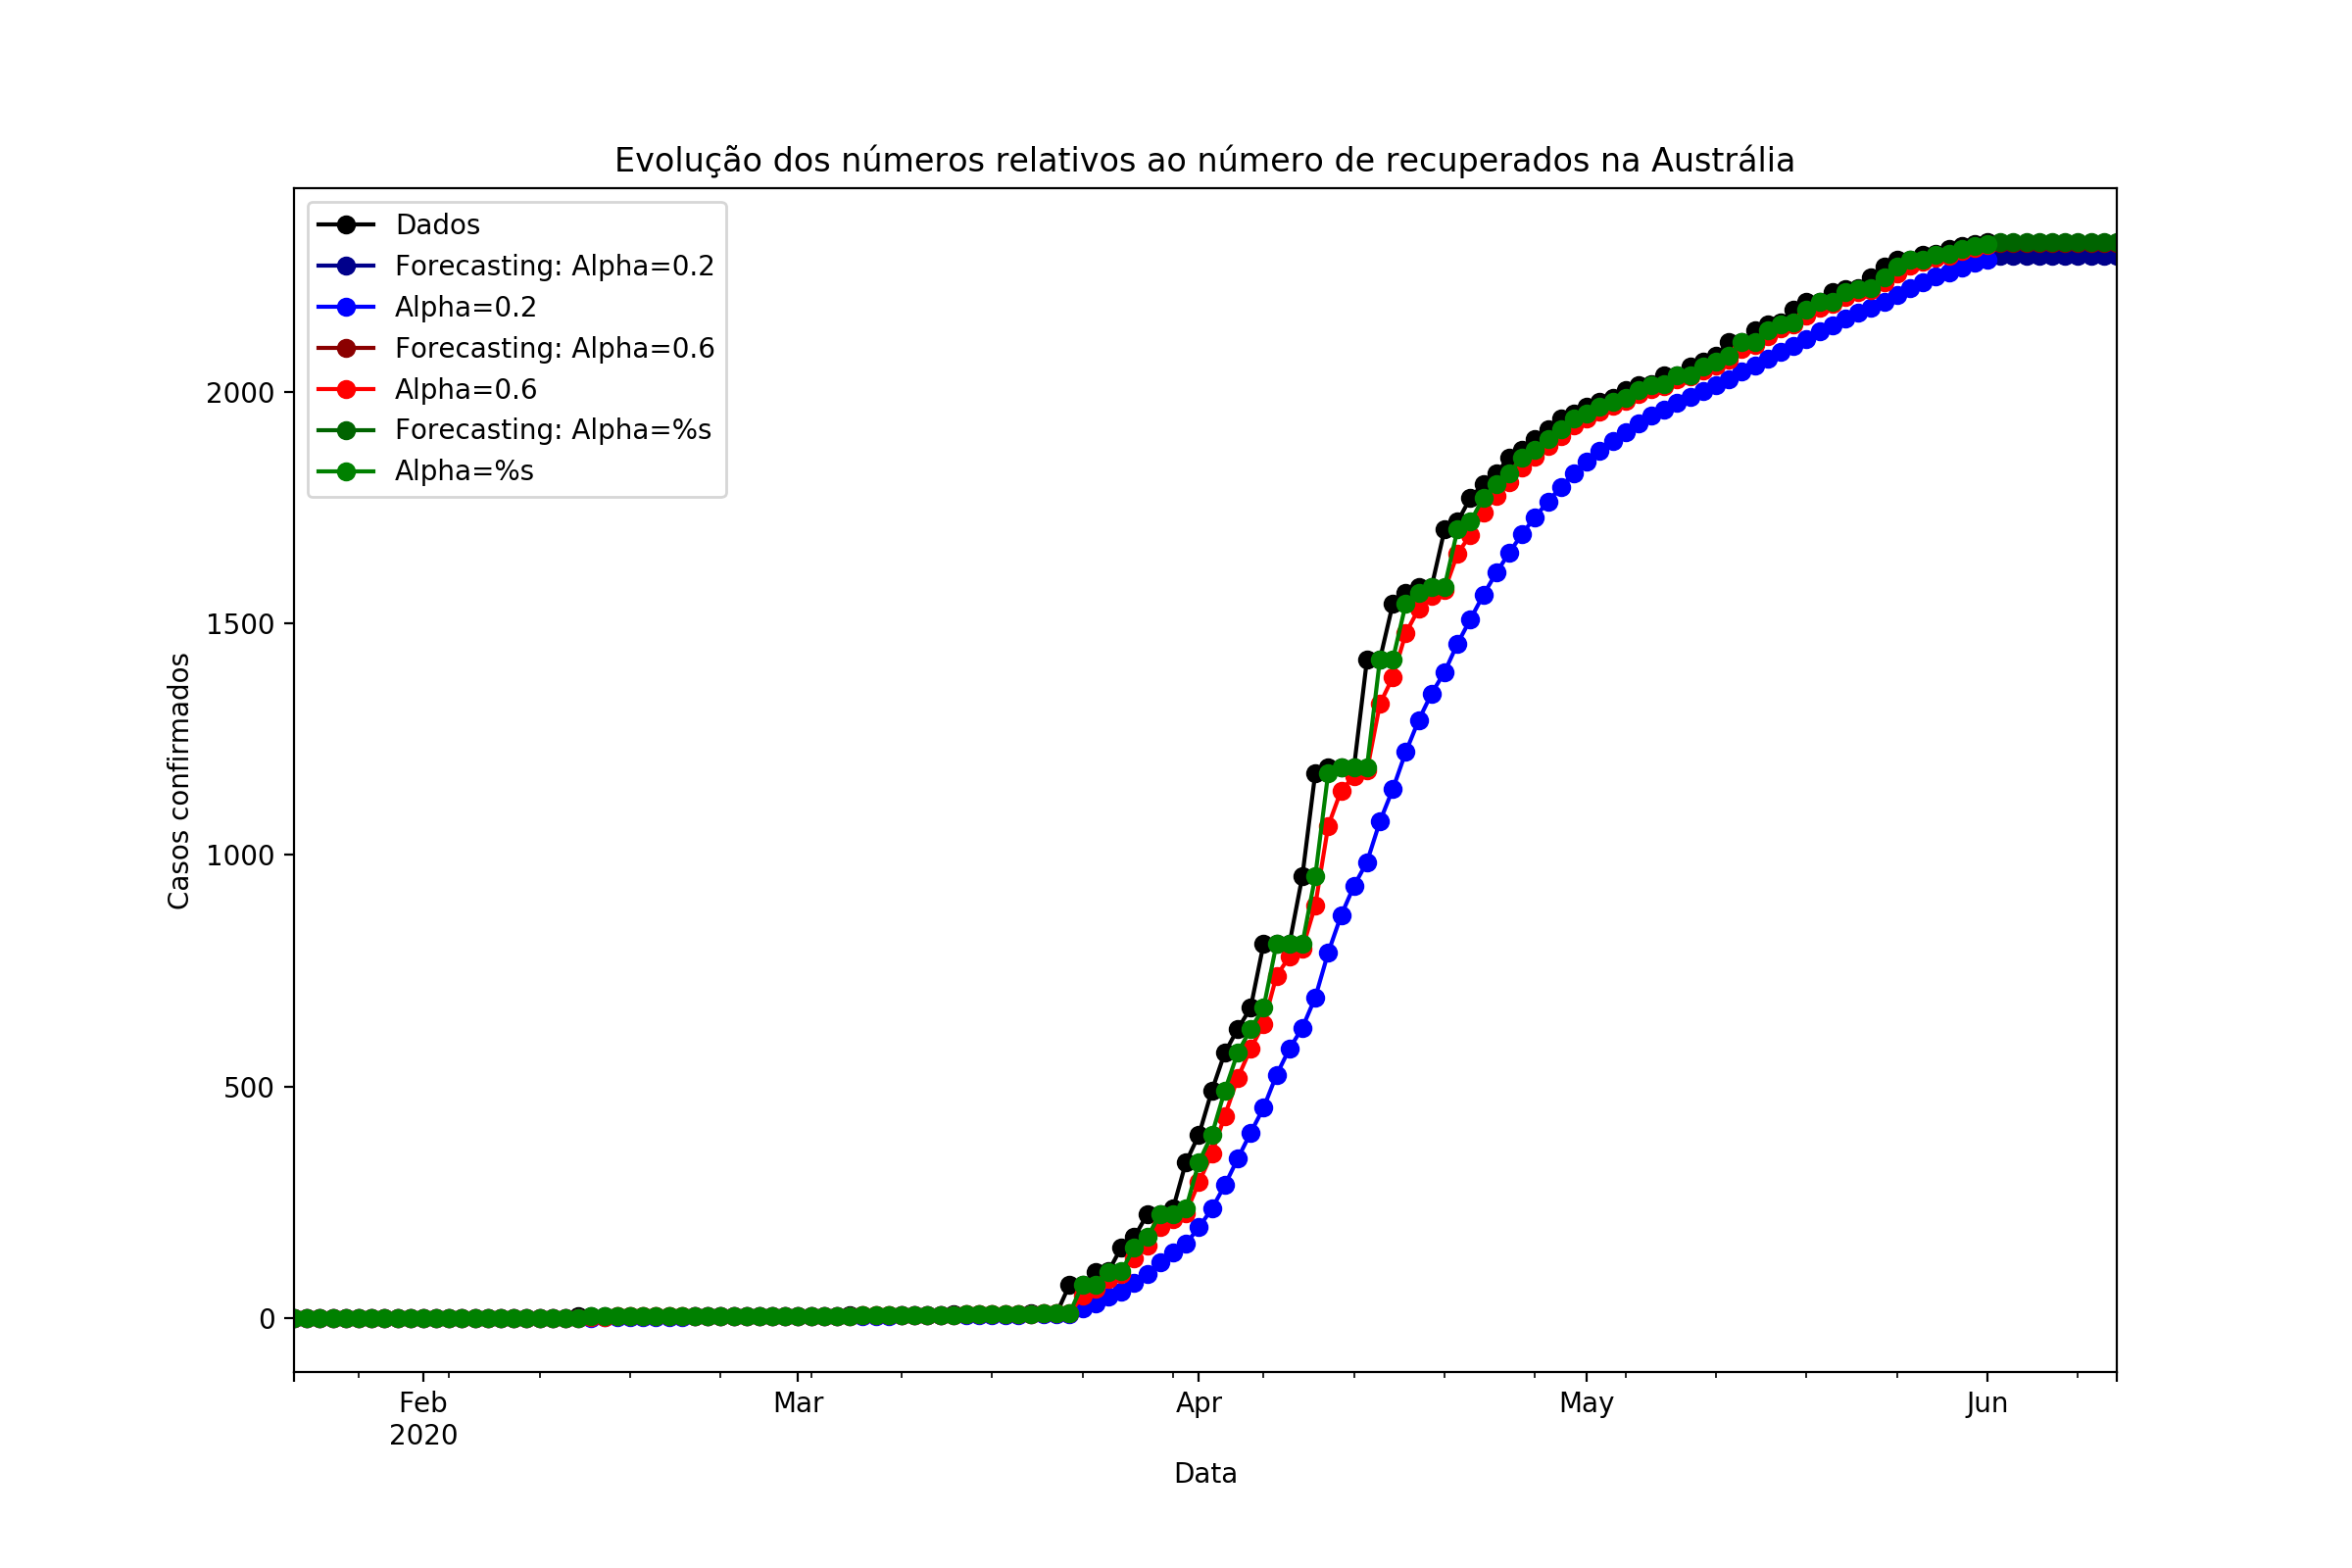 Evolução dos números relativos ao número de recuperados na Austrália
Dados
Forecasting: Alpha=0.2
Alpha=0.2
Forecasting: Alpha=0.6
Alpha=0.6
Forecasting: Alpha=%s
Alpha=%s
2000
1500
1000
500
0
Casos confirmados
Feb Mar Apr May Jun
2020
Data